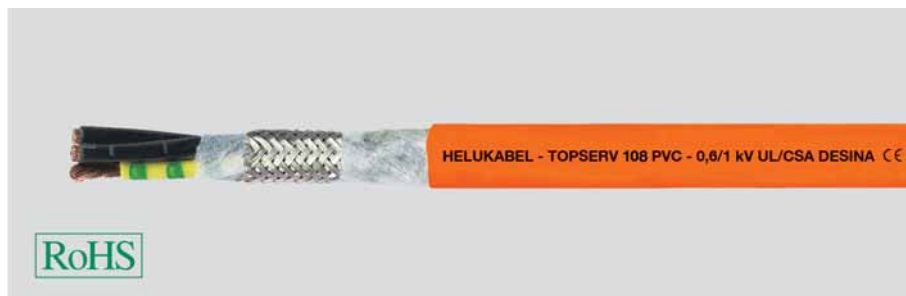 HELUKABEL - TOPSERV 108 PVC - 0,6/1 kV UL/CSA DESINA CE
RoHS